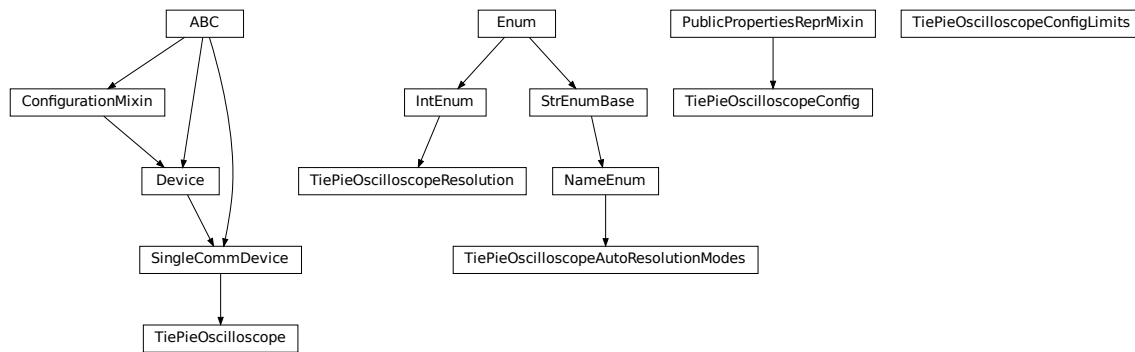 ABC
Enum
PublicPropertiesReprMixin
TiePieOscilloscopeConfigLimits
ConfigurationMixin
IntEnum
StrEnumBase
TiePieOscilloscopeConfig
Device
TiePieOscilloscopeResolution
NameEnum
SingleCommDevice
TiePieOscilloscopeAutoResolutionModes
TiePieOscilloscope